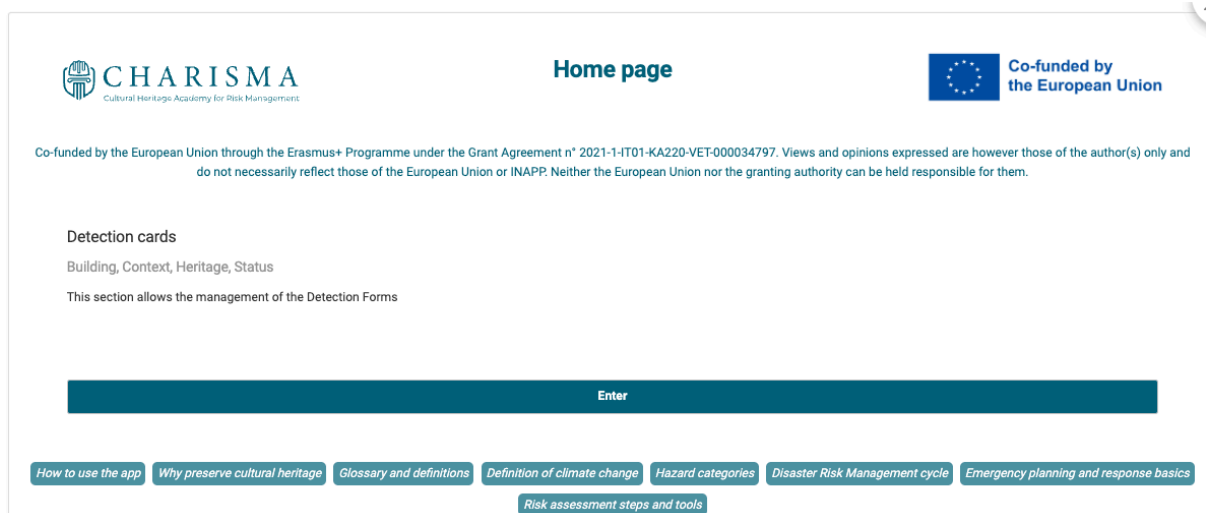 CHARISMA
Cultural Heritage Academy for Risk Management
Home page
Co-funded by
the European Union
Co-funded by the European Union through the Erasmus+ Programme under the Grant Agreement n° 2021-1-IT01-KA220-VET-000034797. Views and opinions expressed are however those of the author(s) only and
do not necessarily reflect those of the European Union or INAPP. Neither the European Union nor the granting authority can be held responsible for them.
Detection cards
Building, Context, Heritage, Status
This section allows the management of the Detection Forms
Enter
How to use the app Why preserve cultural heritage Glossary and definitions Definition of climate change Hazard categories Disaster Risk Management cycle Emergency planning and response basics
Risk assessment steps and tools